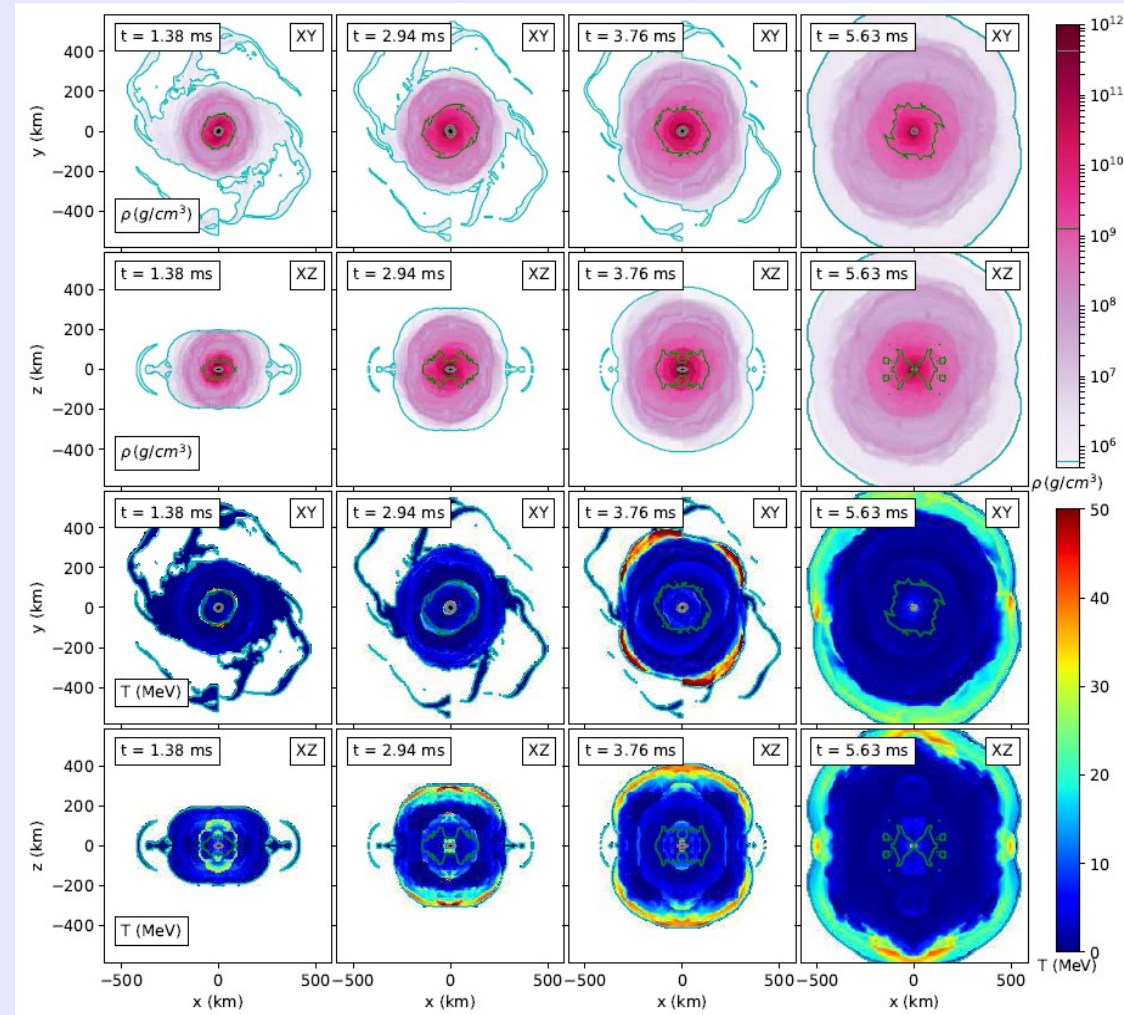 t = 1.38 ms XY t = 2.94 ms XY t = 3.76 ms XY t = 5.63 ms XY
400
200
0
−200
−400
y (km)
ρ (g/cm³)
t = 1.38 ms XZ t = 2.94 ms XZ t = 3.76 ms XZ t = 5.63 ms XZ
400
200
0
−200
−400
z (km)
ρ (g/cm³)
10¹²
10¹¹
10¹⁰
10⁹
10⁸
10⁷
10⁶
ρ (g/cm³)
t = 1.38 ms XY t = 2.94 ms XY t = 3.76 ms XY t = 5.63 ms XY
400
200
0
−200
−400
y (km)
T (MeV)
t = 1.38 ms XZ t = 2.94 ms XZ t = 3.76 ms XZ t = 5.63 ms XZ
400
200
0
−200
−400
z (km)
T (MeV)
50
40
30
20
10
0
T (MeV)
−500 0 500 −500 0 500 −500 0 500 −500 0 500
x (km) x (km) x (km) x (km)